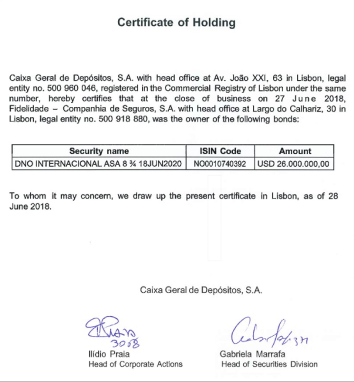 Certificate of Holding
Caixa Geral de Depósitos, S.A. with head office at Av. João XXI, 63 in Lisbon, legal
entity no. 500 960 046, registered in the Commercial Registry of Lisbon under the same
number, hereby certifies that at the close of business on 27 June 2018,
Fidelidade – Companhia de Seguros, S.A. with head office at Largo do Calhariz, 30 in
Lisbon, legal entity no. 500 918 880, was the owner of the following bonds:
Security name ISIN Code Amount
DNO INTERNACIONAL ASA 8 ¾ 18JUN2020 NO0010740392 USD 26.000.000,00
To whom it may concern, we draw up the present certificate in Lisbon, as of 28
June 2018.
Caixa Geral de Depósitos, S.A.
Ilídio Praia Gabriela Marrafa
Head of Corporate Actions Head of Securities Division